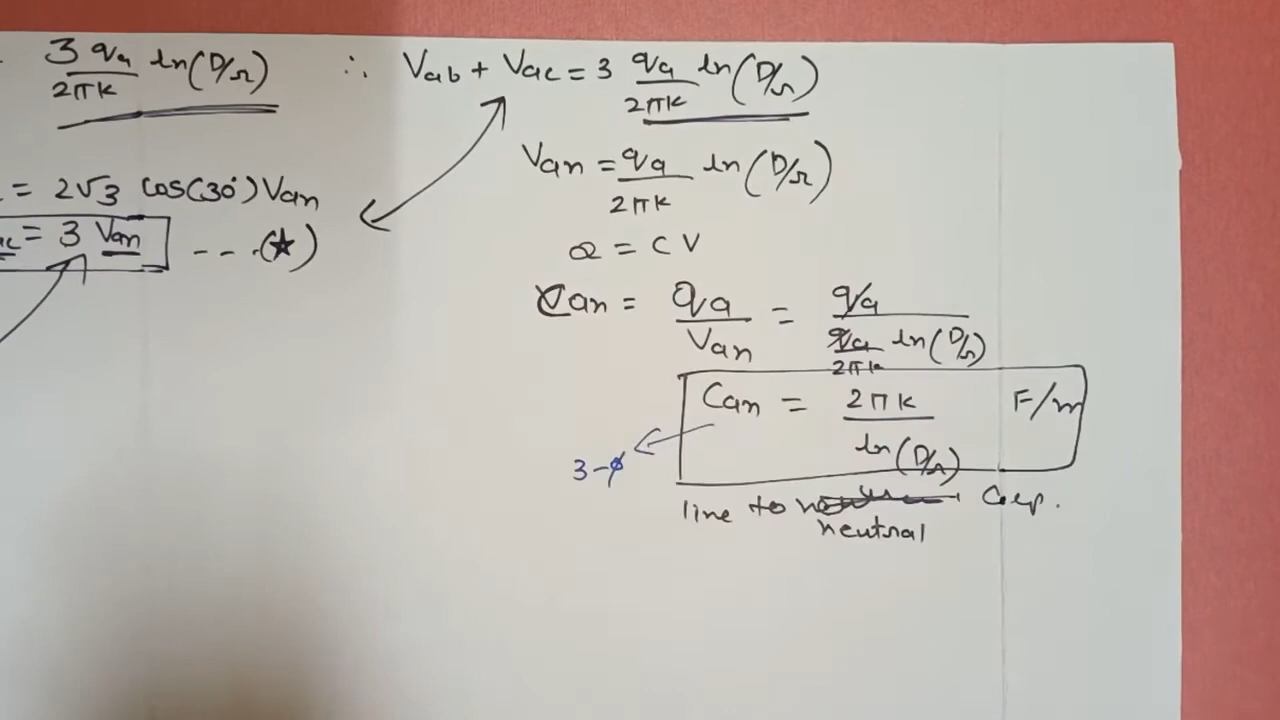 3 qa/2πk ln(D/r)
= 2√3 cos(30°) Van
ac = 3 Van --- (★)
∴ Vab + Vac = 3 qa/2πk ln(D/r)
Van = qa/2πk ln(D/r)
Q = CV
Can = qa/Van = qa/(qa/2πk ln(D/r))
Can = 2πk/ln(D/r) F/m
3-ϕ
line to neutral Cap.